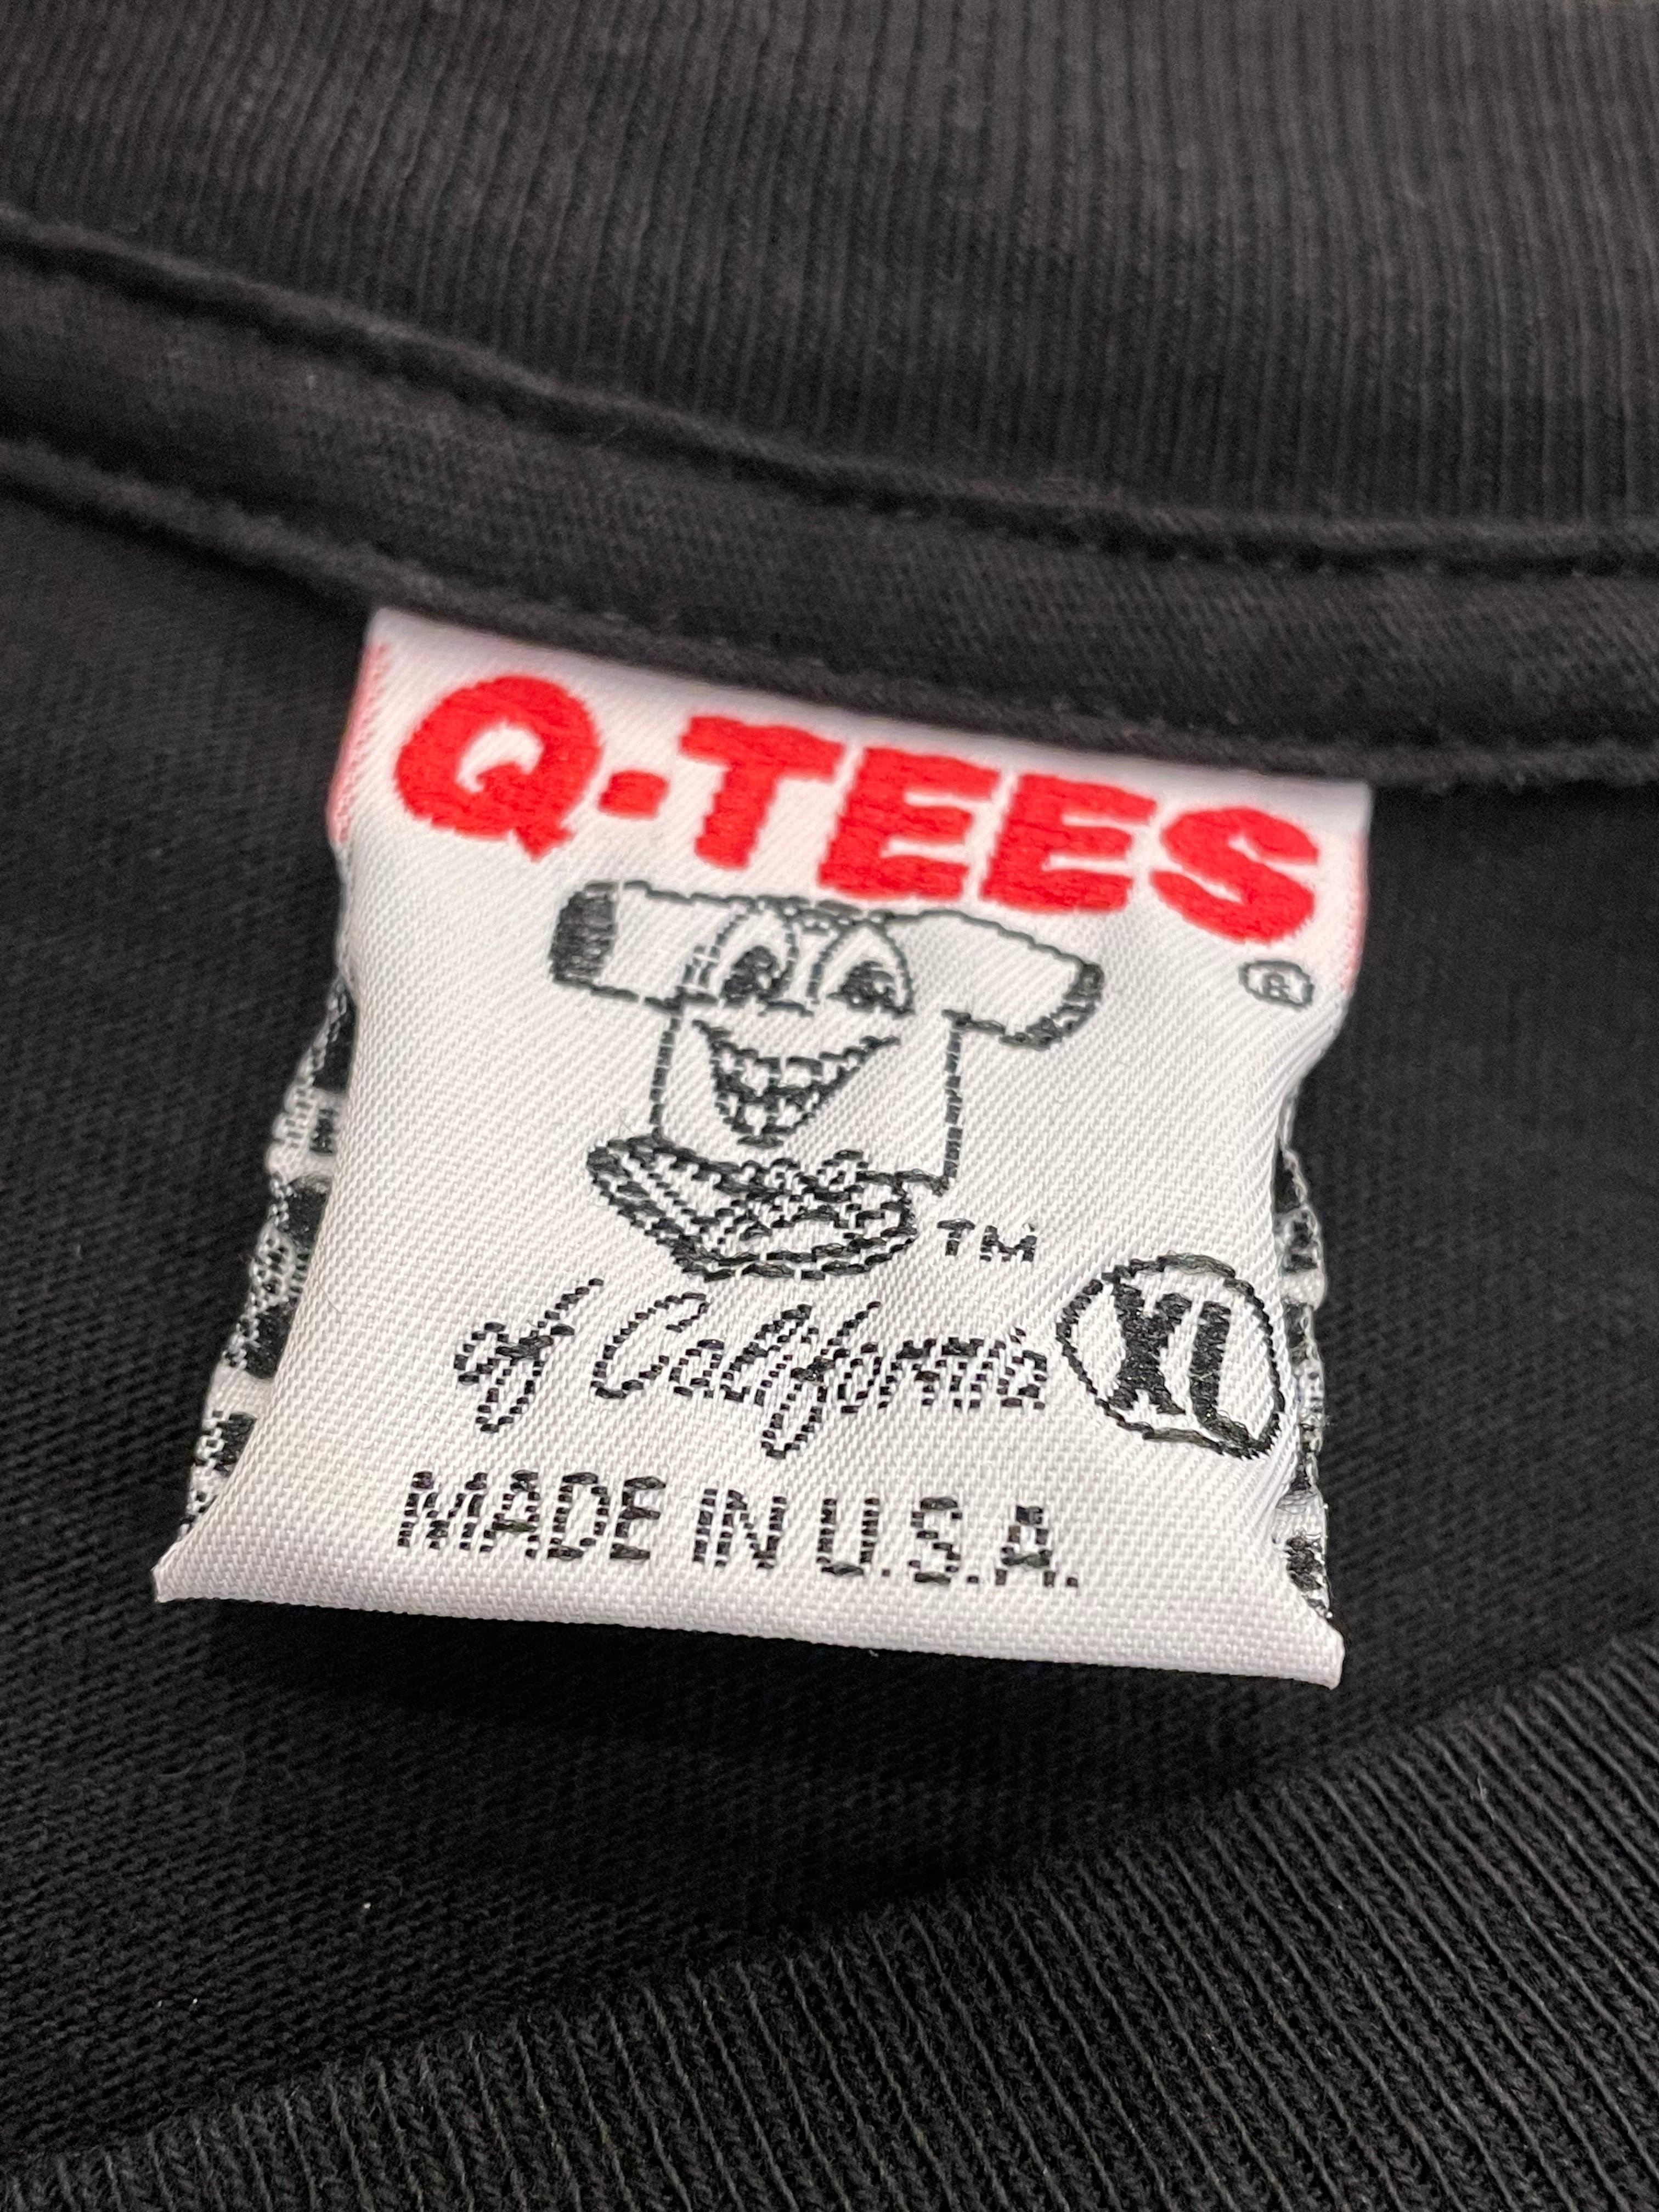 Q-TEES
®
TM
of California
XL
MADE IN U.S.A.